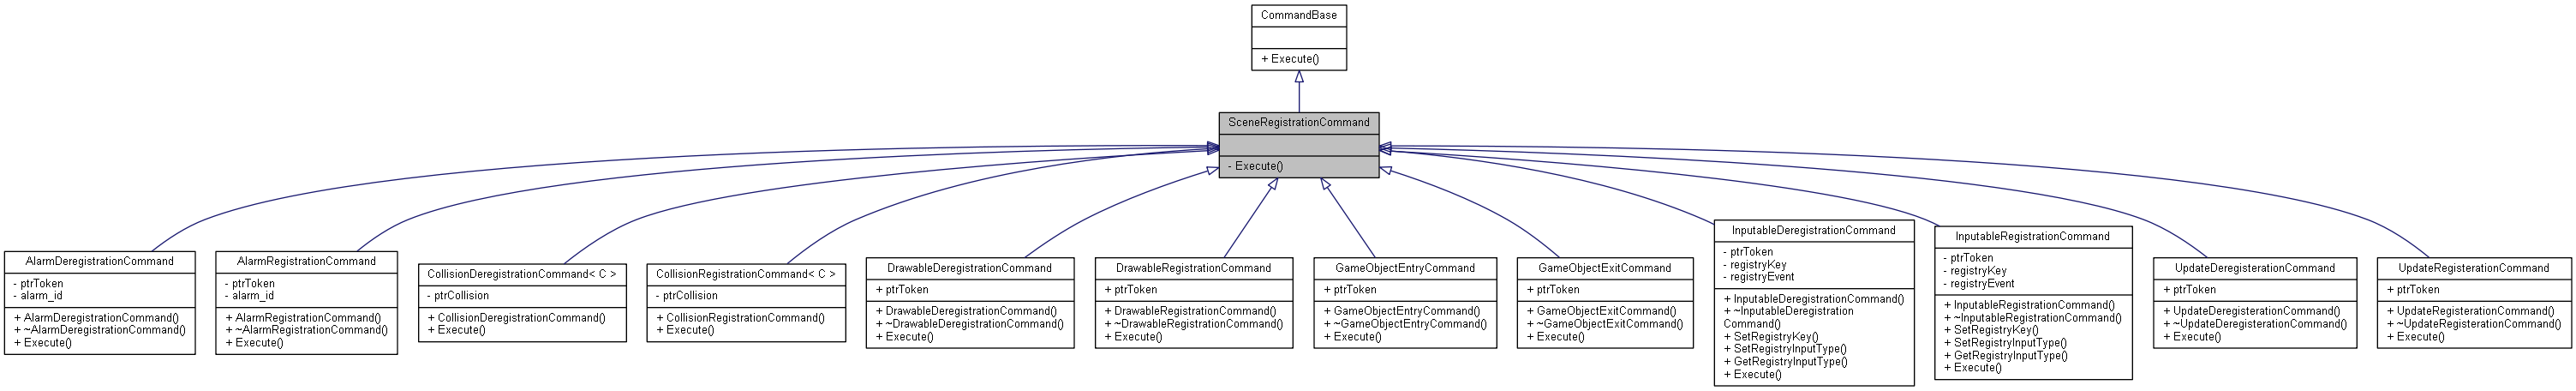 CommandBase
+ Execute()
SceneRegistrationCommand
- Execute()
AlarmDeregistrationCommand
- ptrToken
- alarm_id
+ AlarmDeregistrationCommand()
+ ~AlarmDeregistrationCommand()
+ Execute()
AlarmRegistrationCommand
- ptrToken
- alarm_id
+ AlarmRegistrationCommand()
+ ~AlarmRegistrationCommand()
+ Execute()
CollisionDeregistrationCommand< C >
- ptrCollision
+ CollisionDeregistrationCommand()
+ Execute()
CollisionRegistrationCommand< C >
- ptrCollision
+ CollisionRegistrationCommand()
+ Execute()
DrawableDeregistrationCommand
+ ptrToken
+ DrawableDeregistrationCommand()
+ ~DrawableDeregistrationCommand()
+ Execute()
DrawableRegistrationCommand
+ ptrToken
+ DrawableRegistrationCommand()
+ ~DrawableRegistrationCommand()
+ Execute()
GameObjectEntryCommand
+ ptrToken
+ GameObjectEntryCommand()
+ ~GameObjectEntryCommand()
+ Execute()
GameObjectExitCommand
+ ptrToken
+ GameObjectExitCommand()
+ ~GameObjectExitCommand()
+ Execute()
InputableDeregistrationCommand
- ptrToken
- registryKey
- registryEvent
+ InputableDeregistrationCommand()
+ ~InputableDeregistration
Command()
+ SetRegistryKey()
+ SetRegistryInputType()
+ GetRegistryInputType()
+ Execute()
InputableRegistrationCommand
- ptrToken
- registryKey
- registryEvent
+ InputableRegistrationCommand()
+ ~InputableRegistrationCommand()
+ SetRegistryKey()
+ SetRegistryInputType()
+ GetRegistryInputType()
+ Execute()
UpdateDeregisterationCommand
+ ptrToken
+ UpdateDeregisterationCommand()
+ ~UpdateDeregisterationCommand()
+ Execute()
UpdateRegisterationCommand
+ ptrToken
+ UpdateRegisterationCommand()
+ ~UpdateRegisterationCommand()
+ Execute()